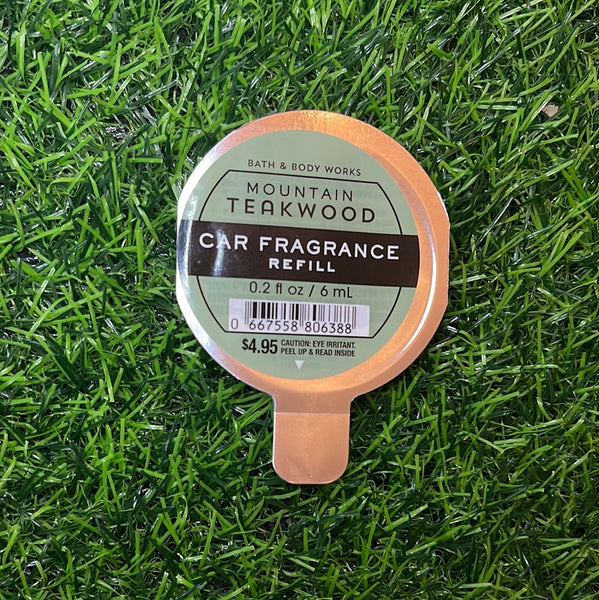 BATH & BODY WORKS
MOUNTAIN
TEAKWOOD
CAR FRAGRANCE
REFILL
0.2 fl oz / 6 mL
0 667558 806388
$4.95 CAUTION: EYE IRRITANT.
PEEL UP & READ INSIDE